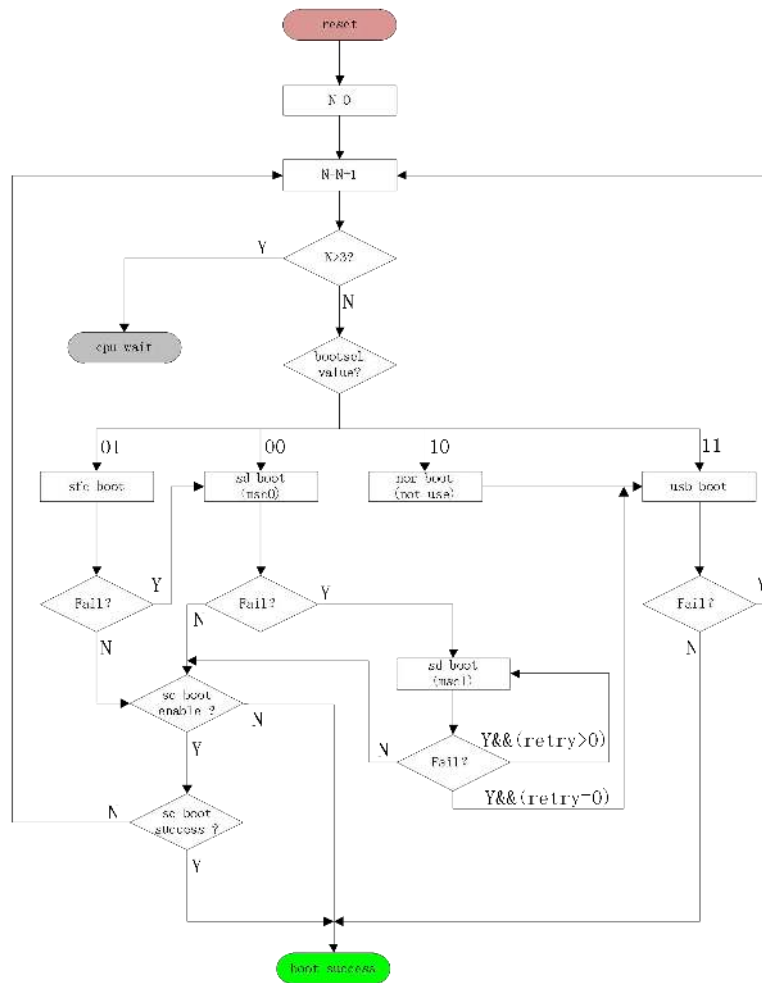 reset
N 0
N-N-1
N>3?
Y
N
cpu wait
bootsel
value?
01
00
10
11
sfc boot
sd boot
(msc0)
nor boot
(not use)
usb boot
Fail?
Y
N
Fail?
Y
N
Fail?
Y
N
sd boot
(msc1)
sc boot
enable ?
N
Y
Fail?
N
Y&&(retry>0)
Y&&(retry=0)
sc boot
success ?
N
Y
boot success